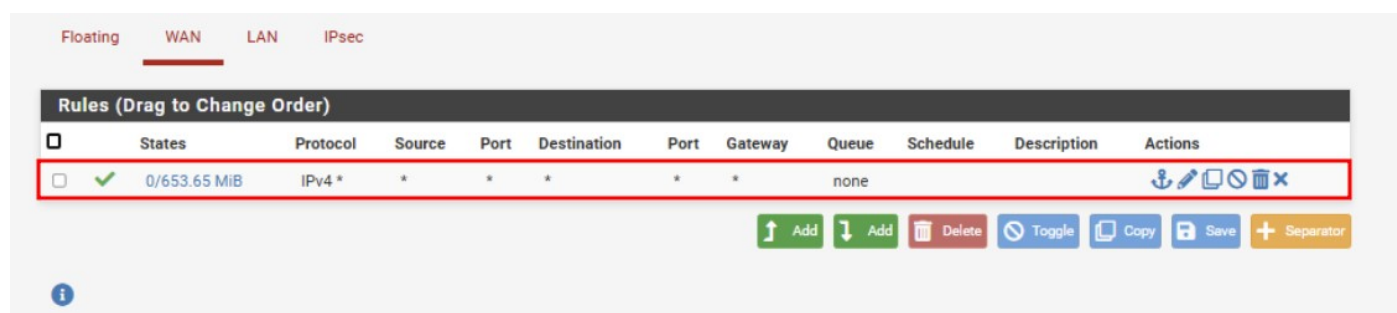 Floating WAN LAN IPsec
Rules (Drag to Change Order)
States Protocol Source Port Destination Port Gateway Queue Schedule Description Actions
0/653.65 MiB IPv4 * * * * * * none
Add Add Delete Toggle Copy Save Separator